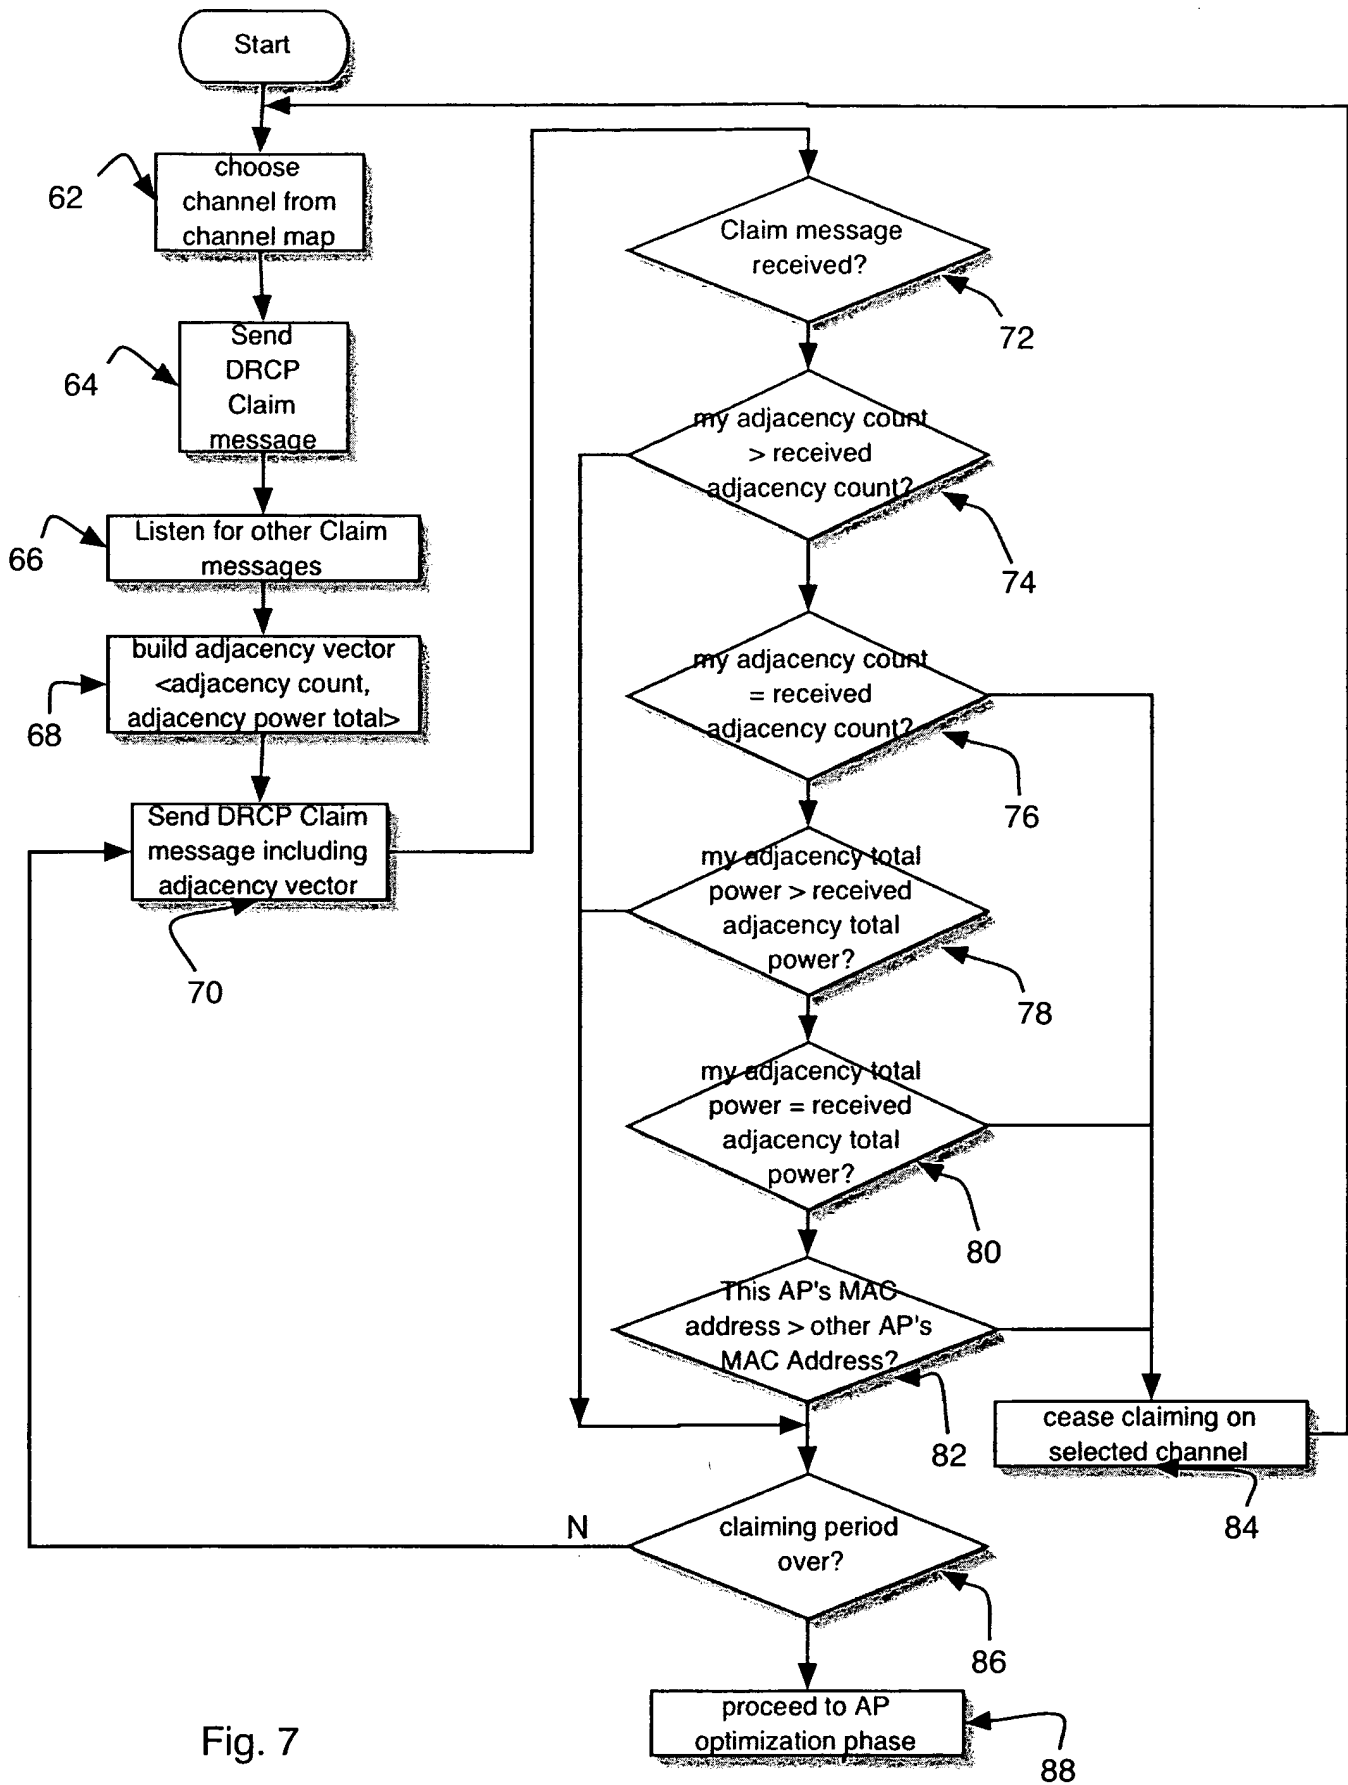 Start
choose
channel from
channel map
62
Send
DRCP
Claim
message
64
Listen for other Claim
messages
66
build adjacency vector
<adjacency count,
adjacency power total>
68
Send DRCP Claim
message including
adjacency vector
70
Claim message
received?
72
my adjacency count
> received
adjacency count?
74
my adjacency count
= received
adjacency count?
76
my adjacency total
power > received
adjacency total
power?
78
my adjacency total
power = received
adjacency total
power?
80
This AP's MAC
address > other AP's
MAC Address?
82
cease claiming on
selected channel
84
claiming period
over?
N
86
proceed to AP
optimization phase
88
Fig. 7